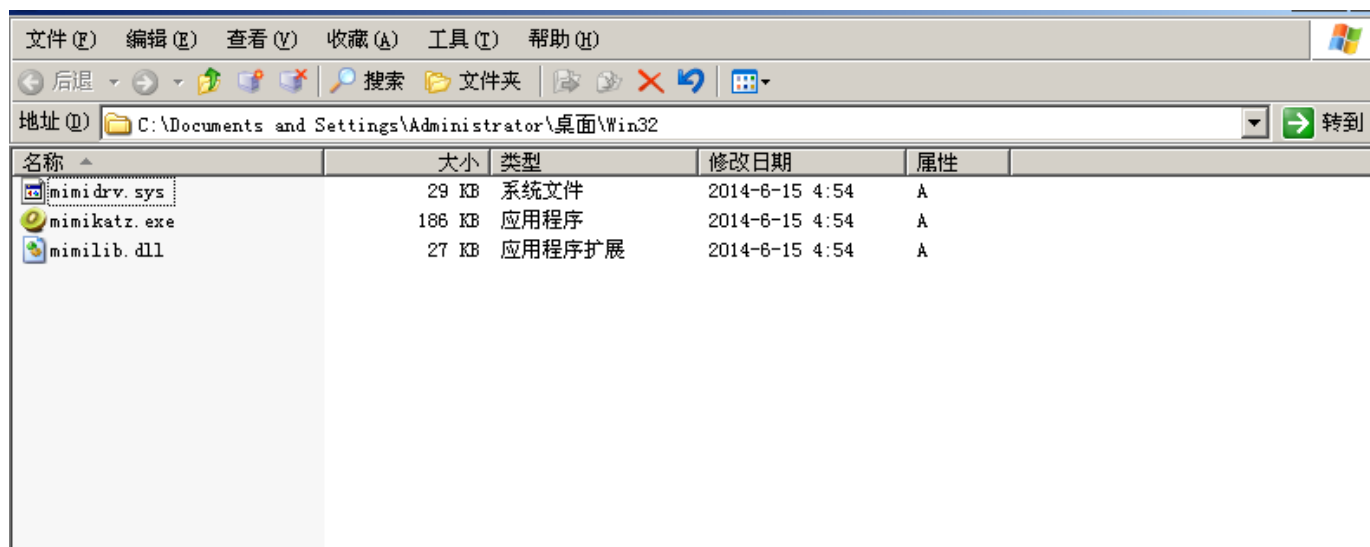 文件(F) 编辑(E) 查看(V) 收藏(A) 工具(T) 帮助(H)
后退 搜索 文件夹
地址(D) C:\Documents and Settings\Administrator\桌面\Win32 转到
名称 大小 类型 修改日期 属性
mimidrv.sys 29 KB 系统文件 2014-6-15 4:54 A
mimikatz.exe 186 KB 应用程序 2014-6-15 4:54 A
mimilib.dll 27 KB 应用程序扩展 2014-6-15 4:54 A